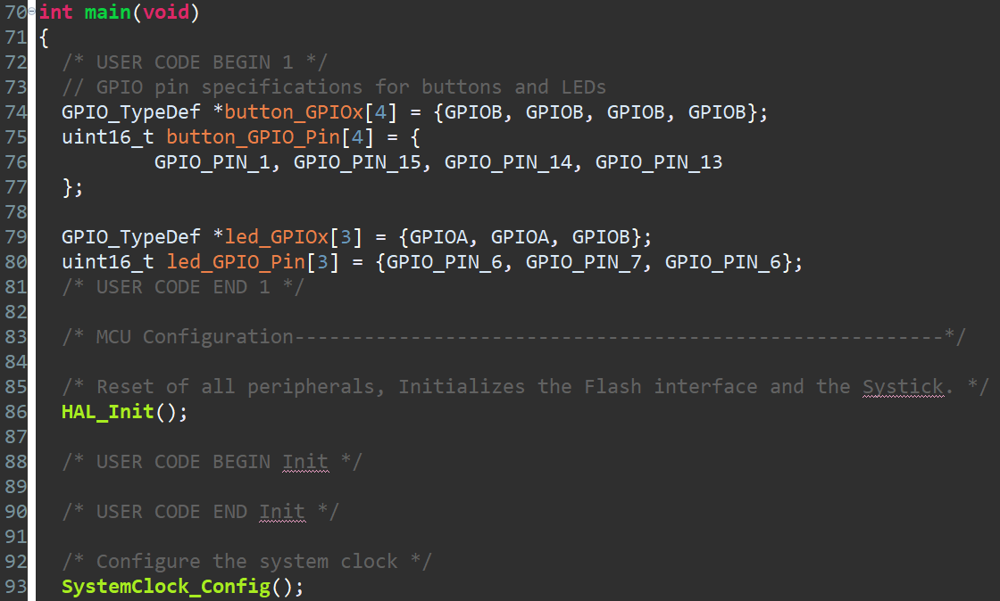 70 int main(void)
71 {
72   /* USER CODE BEGIN 1 */
73   // GPIO pin specifications for buttons and LEDs
74   GPIO_TypeDef *button_GPIOx[4] = {GPIOB, GPIOB, GPIOB, GPIOB};
75   uint16_t button_GPIO_Pin[4] = {
76           GPIO_PIN_1, GPIO_PIN_15, GPIO_PIN_14, GPIO_PIN_13
77   };
78
79   GPIO_TypeDef *led_GPIOx[3] = {GPIOA, GPIOA, GPIOB};
80   uint16_t led_GPIO_Pin[3] = {GPIO_PIN_6, GPIO_PIN_7, GPIO_PIN_6};
81   /* USER CODE END 1 */
82
83   /* MCU Configuration--------------------------------------------------------*/
84
85   /* Reset of all peripherals, Initializes the Flash interface and the Systick. */
86   HAL_Init();
87
88   /* USER CODE BEGIN Init */
89
90   /* USER CODE END Init */
91
92   /* Configure the system clock */
93   SystemClock_Config();